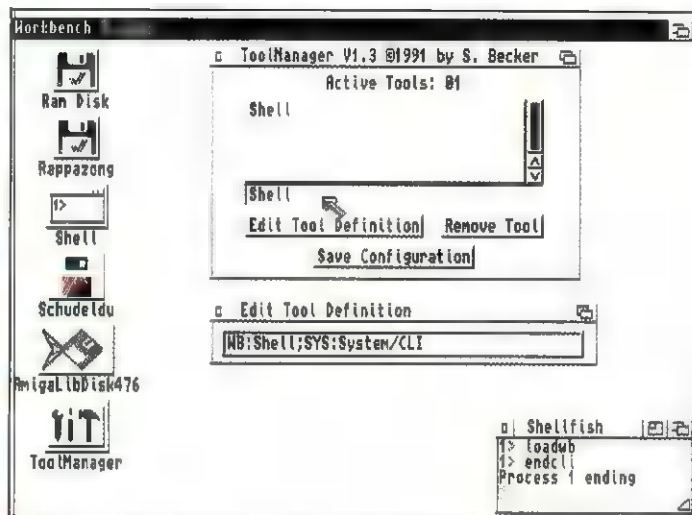 Workbench
Ram Disk
Rappazong
1>
Shell
Schudeldu
AmigaLibDisk476
ToolManager
ToolManager V1.3 ©1991 by S. Becker
Active Tools: 01
Shell
Shell
Edit Tool Definition
Remove Tool
Save Configuration
Edit Tool Definition
WB:Shell;SYS:System/CLI
Shellfish
1> loadwb
1> endcli
Process 1 ending